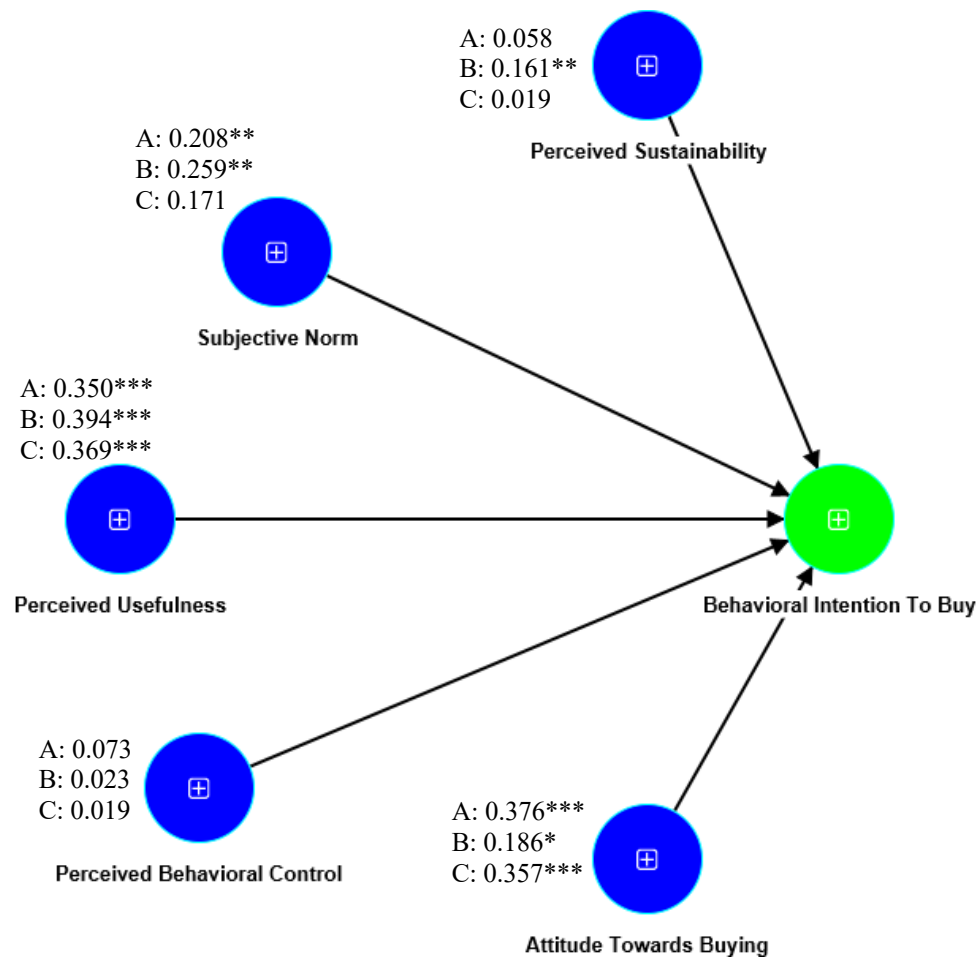 A: 0.058
B: 0.161**
C: 0.019
Perceived Sustainability
A: 0.208**
B: 0.259**
C: 0.171
Subjective Norm
A: 0.350***
B: 0.394***
C: 0.369***
Perceived Usefulness
Behavioral Intention To Buy
A: 0.073
B: 0.023
C: 0.019
Perceived Behavioral Control
A: 0.376***
B: 0.186*
C: 0.357***
Attitude Towards Buying